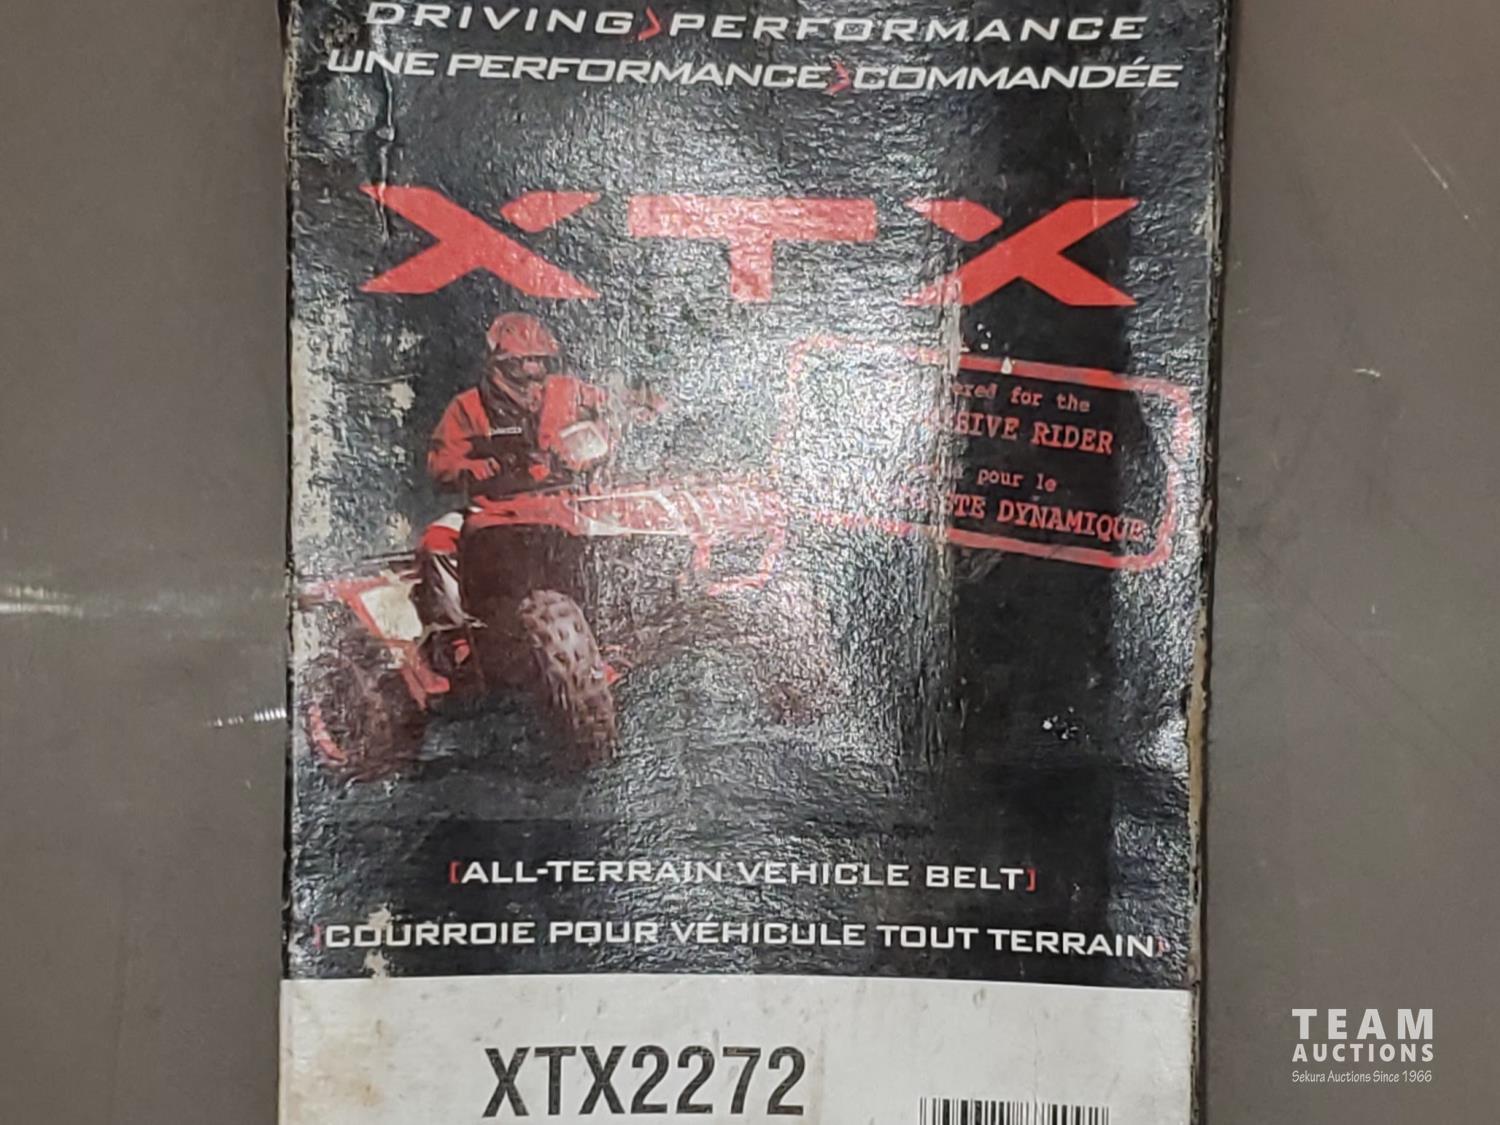 DRIVING>PERFORMANCE
UNE PERFORMANCE>COMMANDÉE
XTX
for the
RIDER
pour le
DYNAMIQUE
[ALL-TERRAIN VEHICLE BELT]
[COURROIE POUR VÉHICULE TOUT TERRAIN]
XTX2272
TEAM
AUCTIONS
Sekura Auctions Since 1966